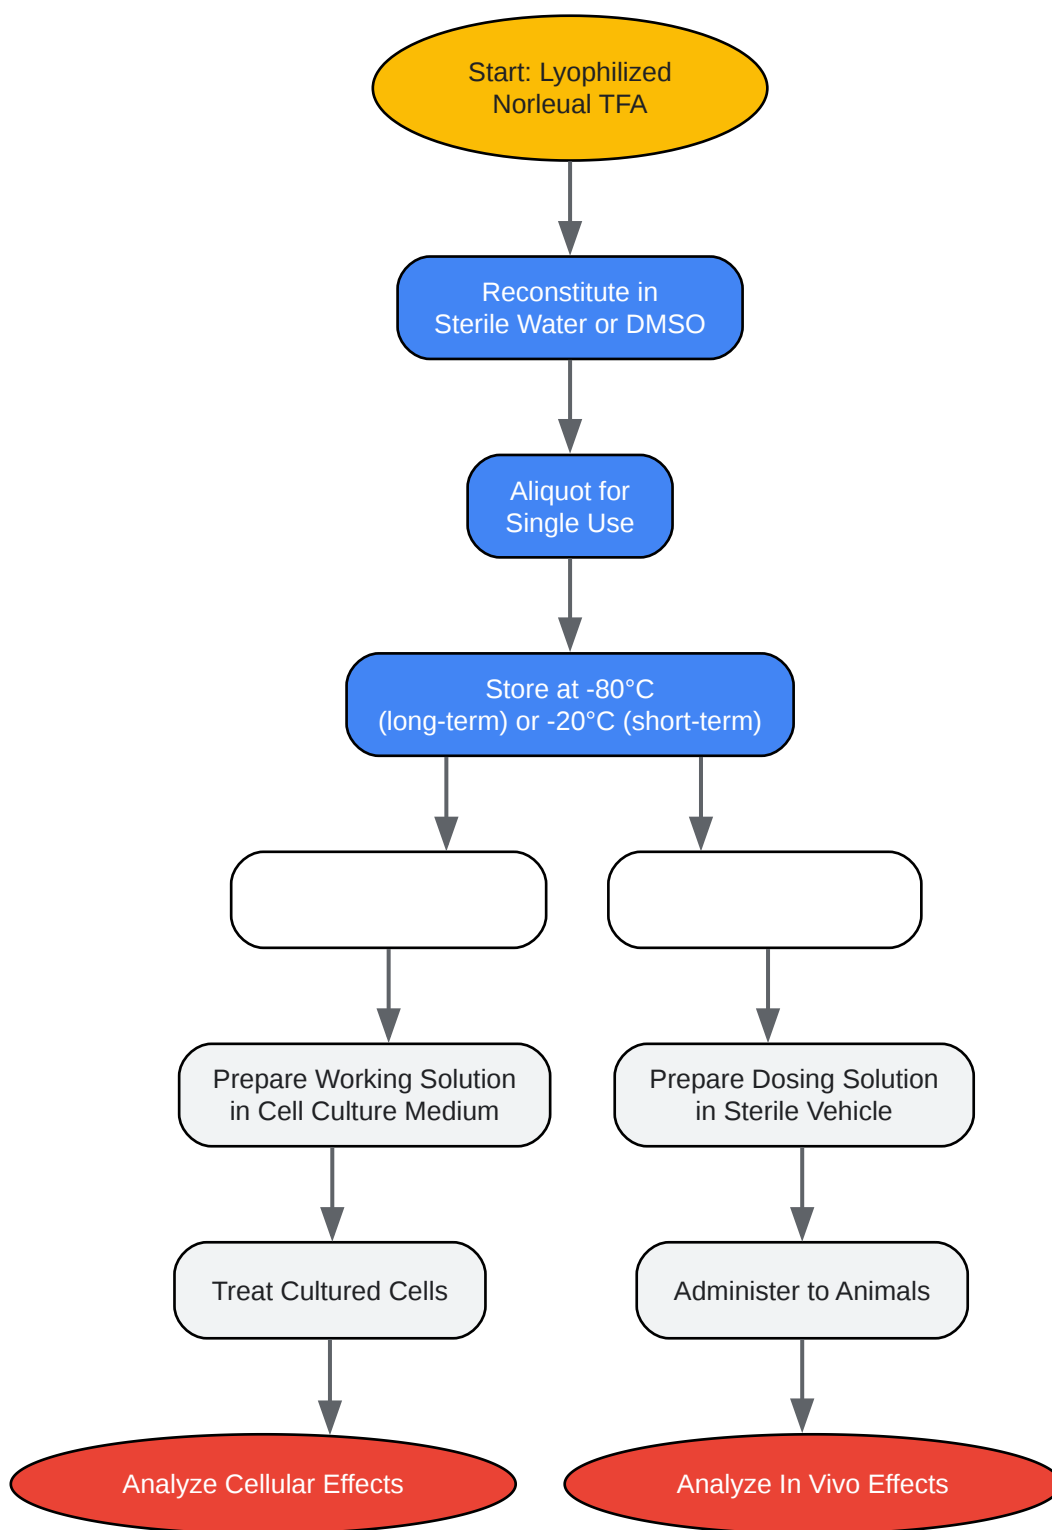 Start: Lyophilized
Norleual TFA
Reconstitute in
Sterile Water or DMSO
Aliquot for
Single Use
Store at -80°C
(long-term) or -20°C (short-term)
Prepare Working Solution
in Cell Culture Medium
Prepare Dosing Solution
in Sterile Vehicle
Treat Cultured Cells
Administer to Animals
Analyze Cellular Effects
Analyze In Vivo Effects